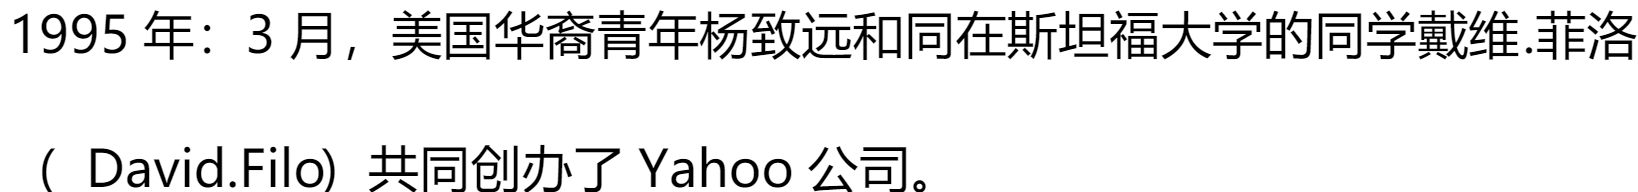 1995 年：3 月，美国华裔青年杨致远和同在斯坦福大学的同学戴维.菲洛
（ David.Filo）共同创办了 Yahoo 公司。